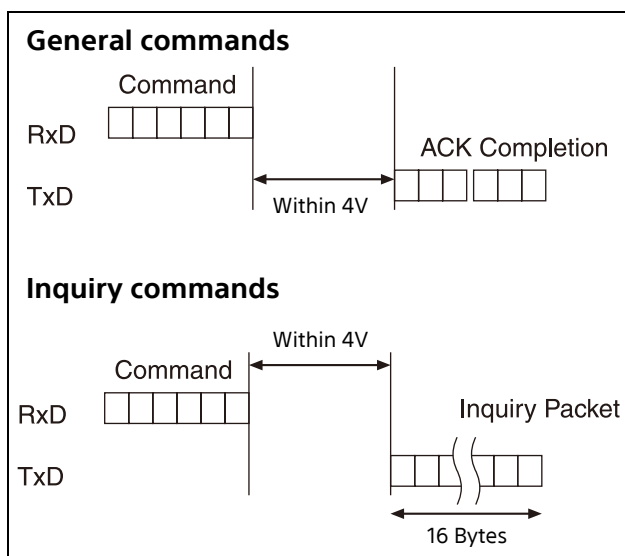 General commands
Command
RxD
ACK Completion
TxD
Within 4V
Inquiry commands
Within 4V
Command
RxD
Inquiry Packet
TxD
16 Bytes